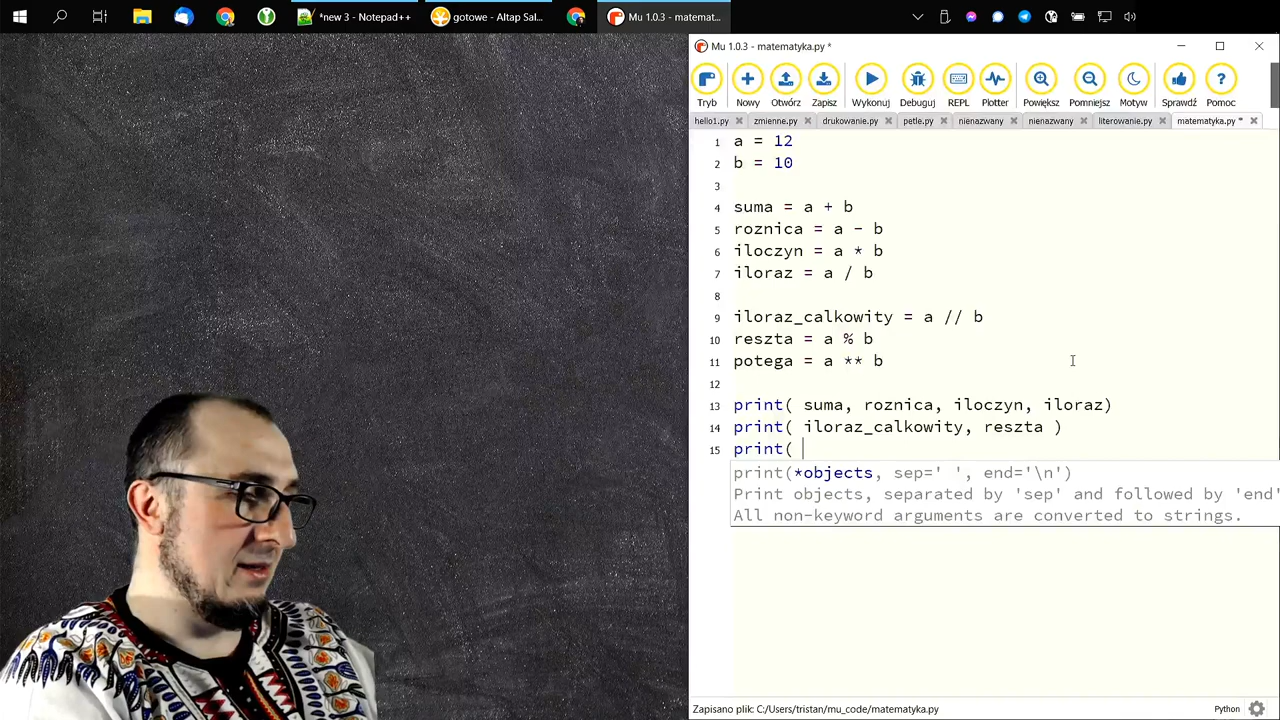 *new 3 - Notepad++
gotowe - Altap Sal...
Mu 1.0.3 - matemat...
Mu 1.0.3 - matematyka.py *
Tryb
Nowy
Otwórz
Zapisz
Wykonuj
Debuguj
REPL
Plotter
Powiększ
Pomniejsz
Motyw
Sprawdź
Pomoc
hello1.py
zmienne.py
drukowanie.py
petle.py
nienazwany
nienazwany
literowanie.py
matematyka.py *
1 a = 12
2 b = 10
3
4 suma = a + b
5 roznica = a - b
6 iloczyn = a * b
7 iloraz = a / b
8
9 iloraz_calkowity = a // b
10 reszta = a % b
11 potega = a ** b
12
13 print( suma, roznica, iloczyn, iloraz)
14 print( iloraz_calkowity, reszta )
15 print(
print(*objects, sep=' ', end='\n')
Print objects, separated by 'sep' and followed by 'end'
All non-keyword arguments are converted to strings.
Zapisano plik: C:/Users/tristan/mu_code/matematyka.py
Python